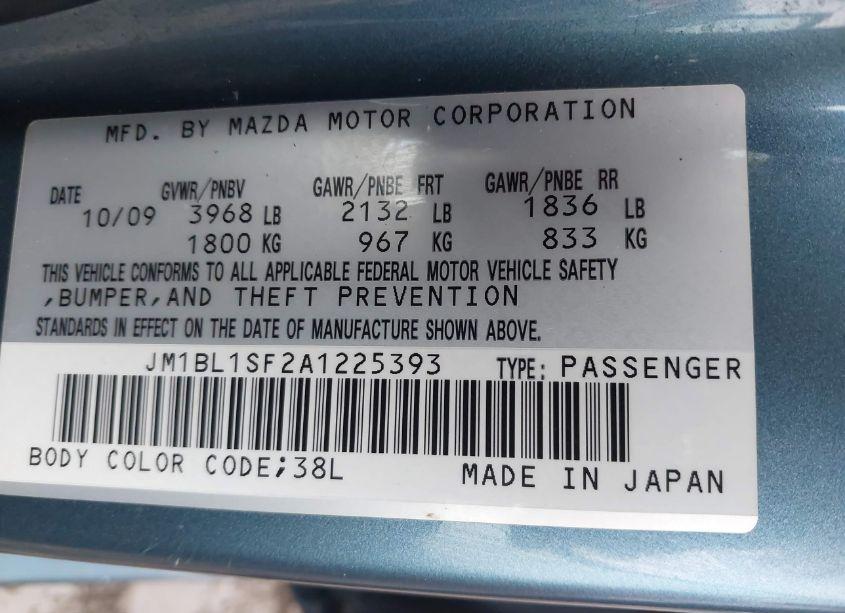 MFD. BY MAZDA MOTOR CORPORATION
DATE GVWR/PNBV GAWR/PNBE FRT GAWR/PNBE RR
10/09 3968 LB 2132 LB 1836 LB
1800 KG 967 KG 833 KG
THIS VEHICLE CONFORMS TO ALL APPLICABLE FEDERAL MOTOR VEHICLE SAFETY
,BUMPER,AND THEFT PREVENTION
STANDARDS IN EFFECT ON THE DATE OF MANUFACTURE SHOWN ABOVE.
JM1BL1SF2A1225393 TYPE: PASSENGER
BODY COLOR CODE;38L MADE IN JAPAN